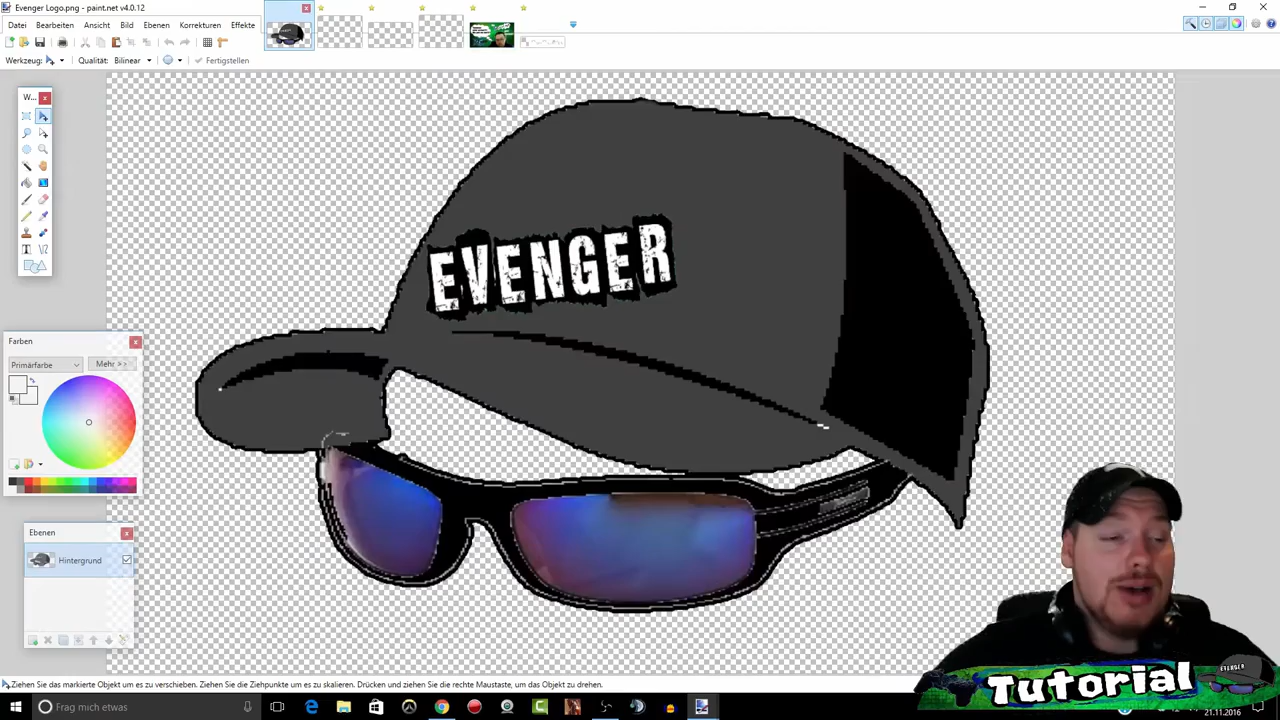 Evenger Logo.png - paint.net v4.0.12
Datei Bearbeiten Ansicht Bild Ebenen Korrekturen Effekte
Werkzeug: Qualität: Bilinear Fertigstellen
W...
EVENGER
Farben
Primärfarbe Mehr >>
Ebenen
Hintergrund
EVENGER
Tutorial
Ziehen Sie das markierte Objekt um es zu verschieben. Ziehen Sie die Ziehpunkte um es zu skalieren. Drücken und ziehen Sie die rechte Maustaste, um das Objekt zu drehen.
Frag mich etwas
21.11.2016